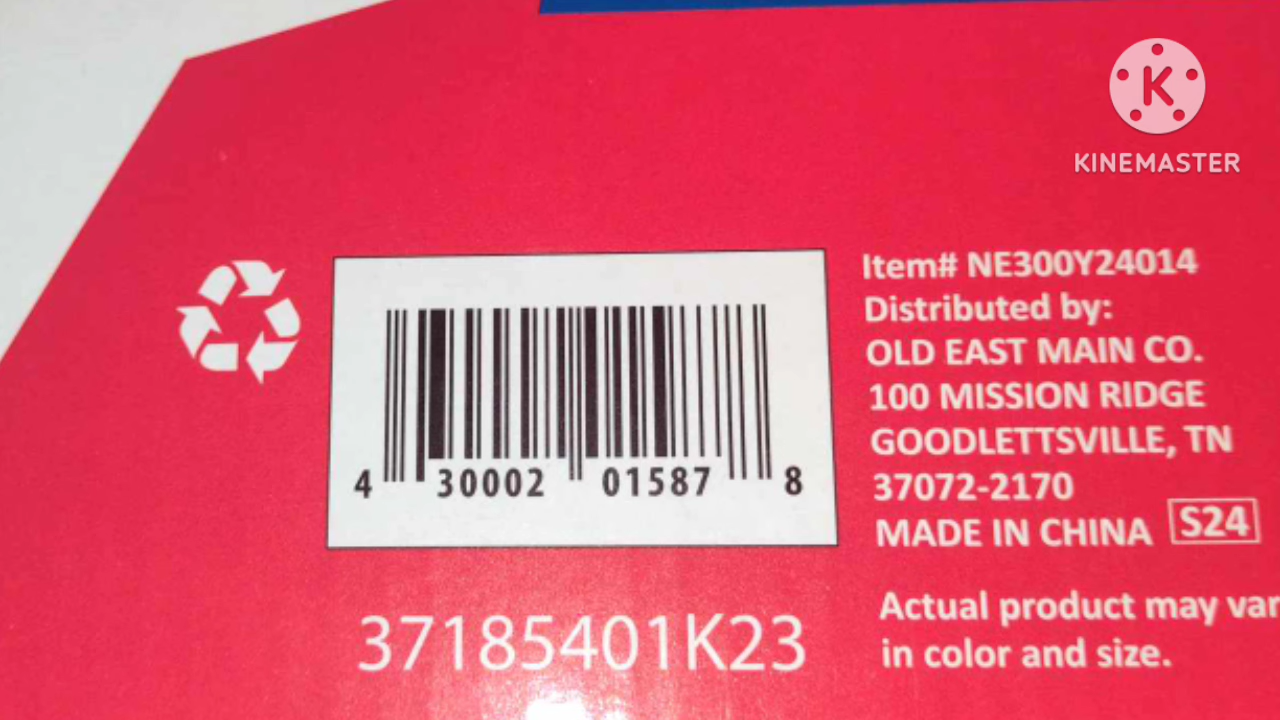 K
KINEMASTER
Item# NE300Y24014
Distributed by:
OLD EAST MAIN CO.
100 MISSION RIDGE
GOODLETTSVILLE, TN
37072-2170
MADE IN CHINA S24
4 30002 01587 8
37185401K23
Actual product may var
in color and size.